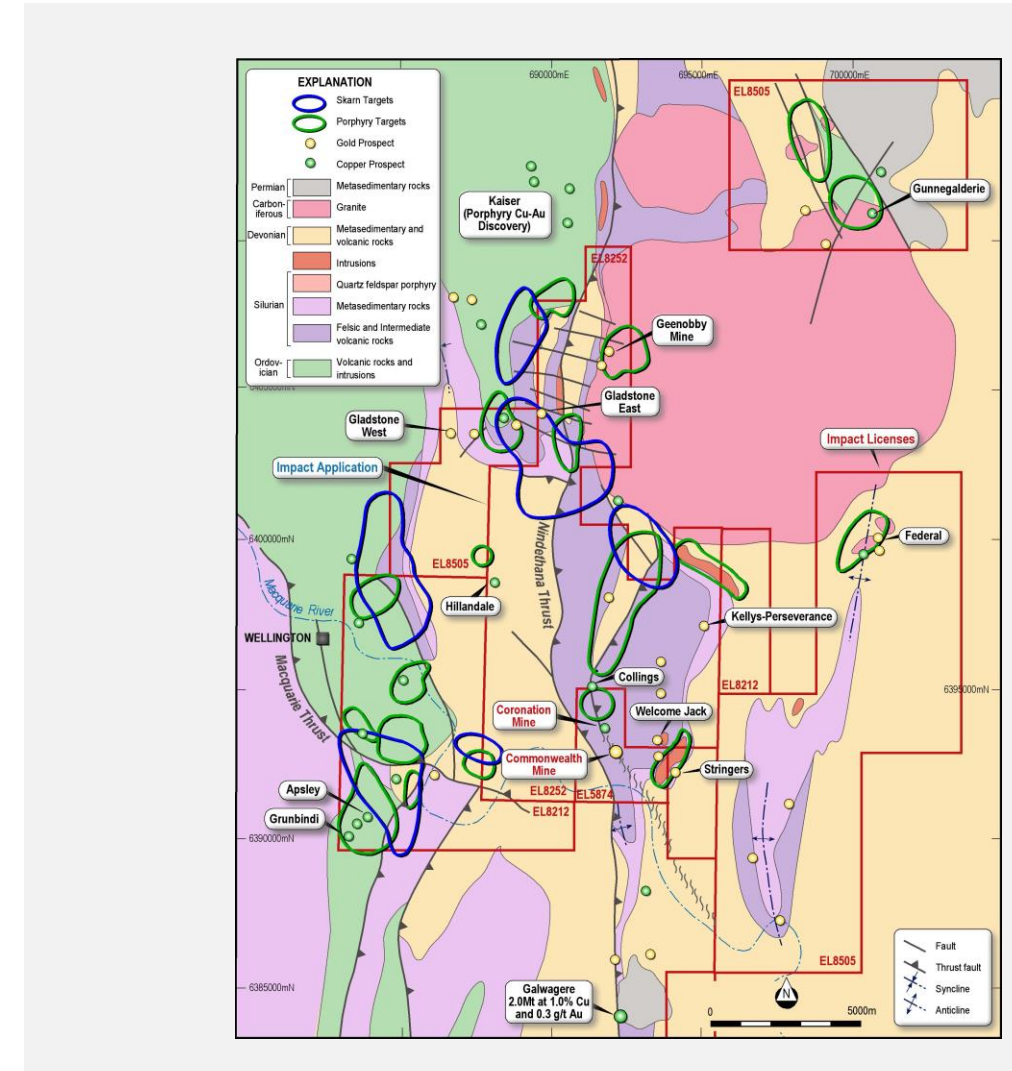 690000mE
695000mE
700000mE
EXPLANATION
Skarn Targets
Porphyry Targets
Gold Prospect
Copper Prospect
Permian
Metasedimentary rocks
Carbon-
iferous
Granite
Devonian
Metasedimentary and
volcanic rocks
Intrusions
Quartz feldspar porphyry
Silurian
Metasedimentary rocks
Felsic and Intermediate
volcanic rocks
Ordov-
ician
Volcanic rocks and
intrusions
EL8505
Gunnegalderie
Kaiser
(Porphyry Cu-Au
Discovery)
EL8252
Geenobby
Mine
Gladstone
East
Gladstone
West
Impact Application
Impact Licenses
6400000mN
Nindethana Thrust
Federal
EL8505
Hillandale
Macquarie River
WELLINGTON
Kellys-Perseverance
Macquarie Thrust
Collings
EL8212
6395000mN
Coronation
Mine
Welcome Jack
Commonwealth
Mine
Stringers
Apsley
EL8252
EL5874
EL8212
Grunbindi
6390000mN
EL8505
Galwagere
2.0Mt at 1.0% Cu
and 0.3 g/t Au
6385000mN
N
0
5000m
Fault
Thrust fault
Syncline
Anticline